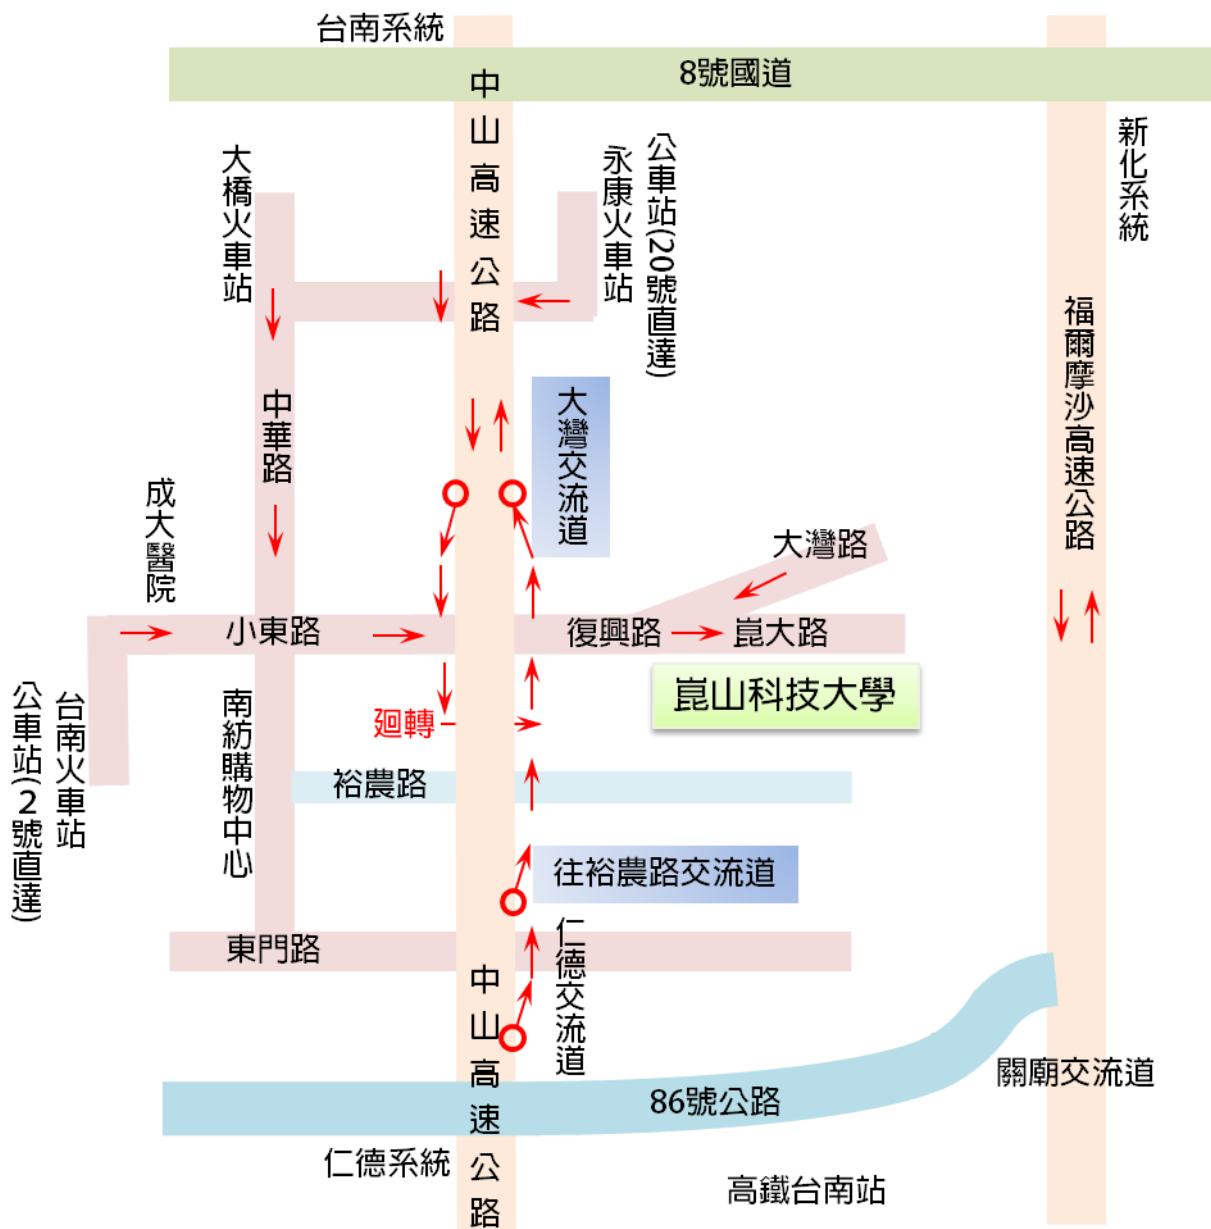 台南系統
8號國道
中山高速公路
新化系統
大橋火車站
永康火車站
公車站(20號直達)
福爾摩沙高速公路
大灣交流道
中華路
成大醫院
大灣路
小東路
復興路
崑大路
崑山科技大學
台南火車站
公車站(2號直達)
南紡購物中心
廻轉
裕農路
往裕農路交流道
仁德交流道
東門路
中山高速公路
關廟交流道
86號公路
仁德系統
高鐵台南站